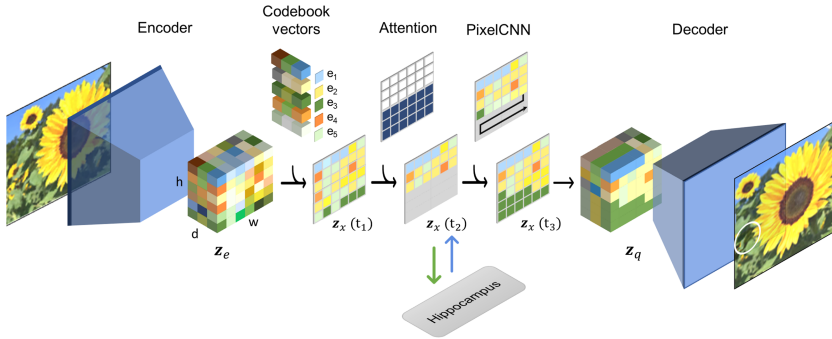 Encoder
Codebook
vectors
Attention
PixelCNN
Decoder
e₁
e₂
e₃
e₄
e₅
h
d
w
𝒛ₑ
𝒛ₓ (t₁)
𝒛ₓ (t₂)
𝒛ₓ (t₃)
𝒛_q
Hippocampus